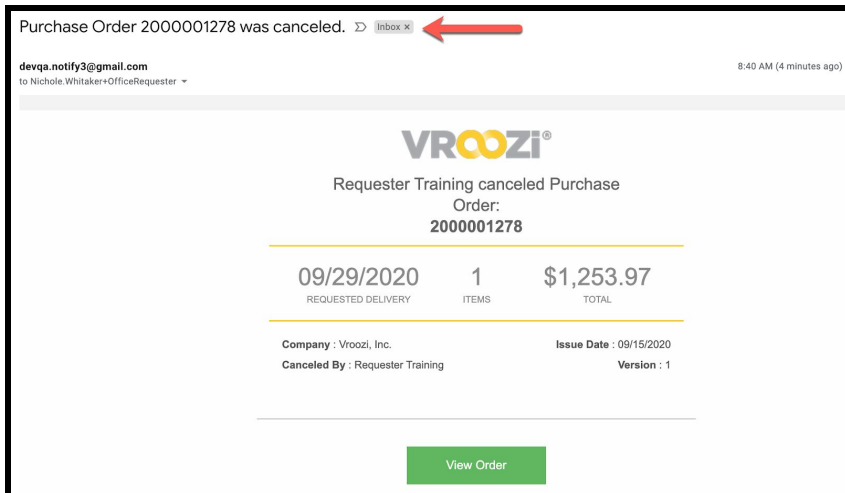 Purchase Order 2000001278 was canceled. Inbox ×
devqa.notify3@gmail.com 8:40 AM (4 minutes ago)
to Nichole.Whitaker+OfficeRequester
VROOZi®
Requester Training canceled Purchase
Order:
2000001278
09/29/2020 1 $1,253.97
REQUESTED DELIVERY ITEMS TOTAL
Company : Vroozi, Inc. Issue Date : 09/15/2020
Canceled By : Requester Training Version : 1
View Order